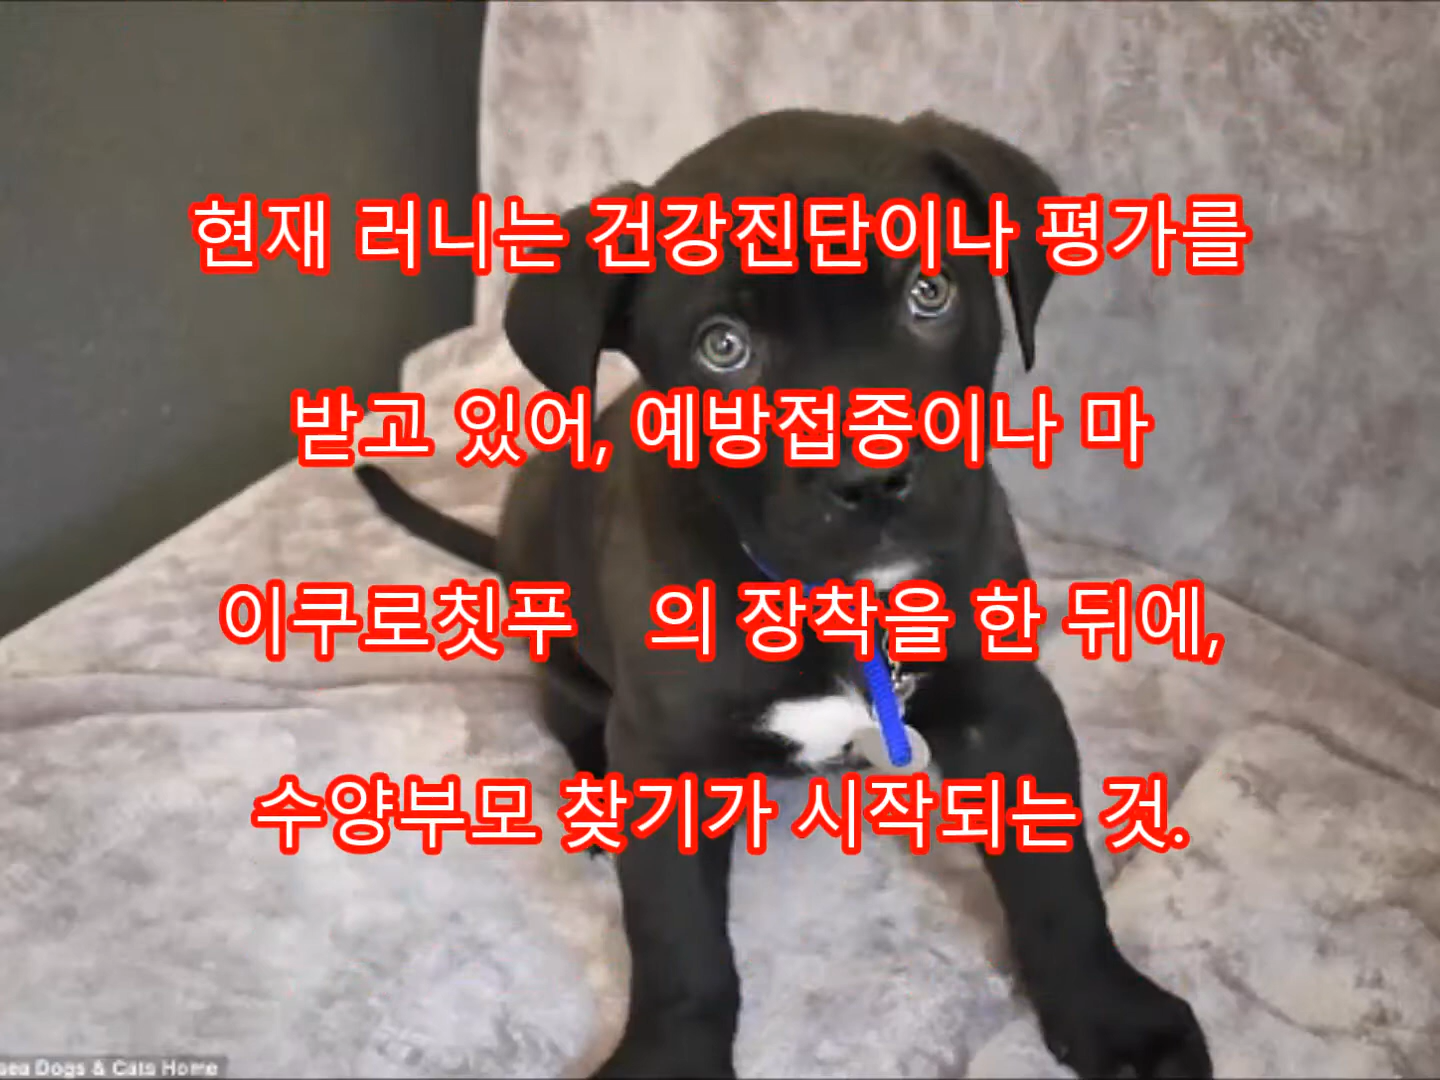 현재 러니는 건강진단이나 평가를
받고 있어, 예방접종이나 마
이쿠로칫푸 의 장착을 한 뒤에,
수양부모 찾기가 시작되는 것.
sea Dogs & Cats Home